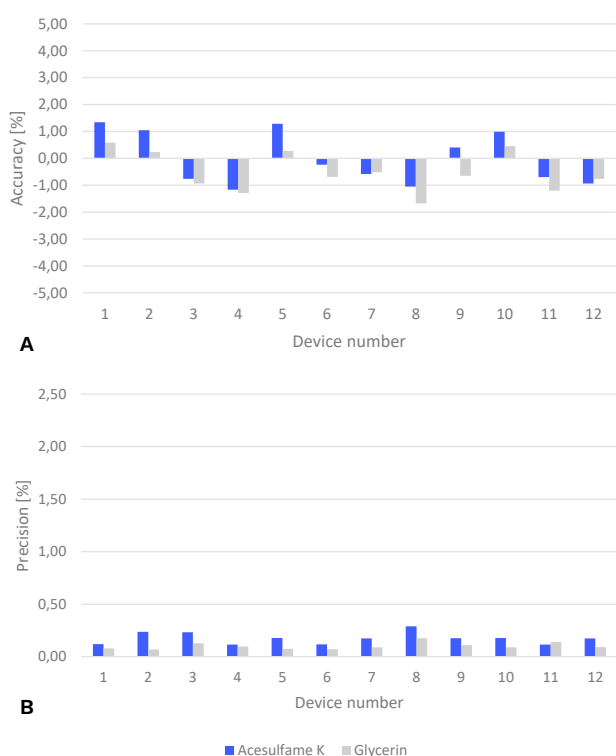 5,00
4,00
3,00
2,00
1,00
0,00
-1,00
-2,00
-3,00
-4,00
-5,00
Accuracy [%]
1 2 3 4 5 6 7 8 9 10 11 12
Device number
A
2,50
2,00
1,50
1,00
0,50
0,00
Precision [%]
1 2 3 4 5 6 7 8 9 10 11 12
Device number
B
Acesulfame K Glycerin